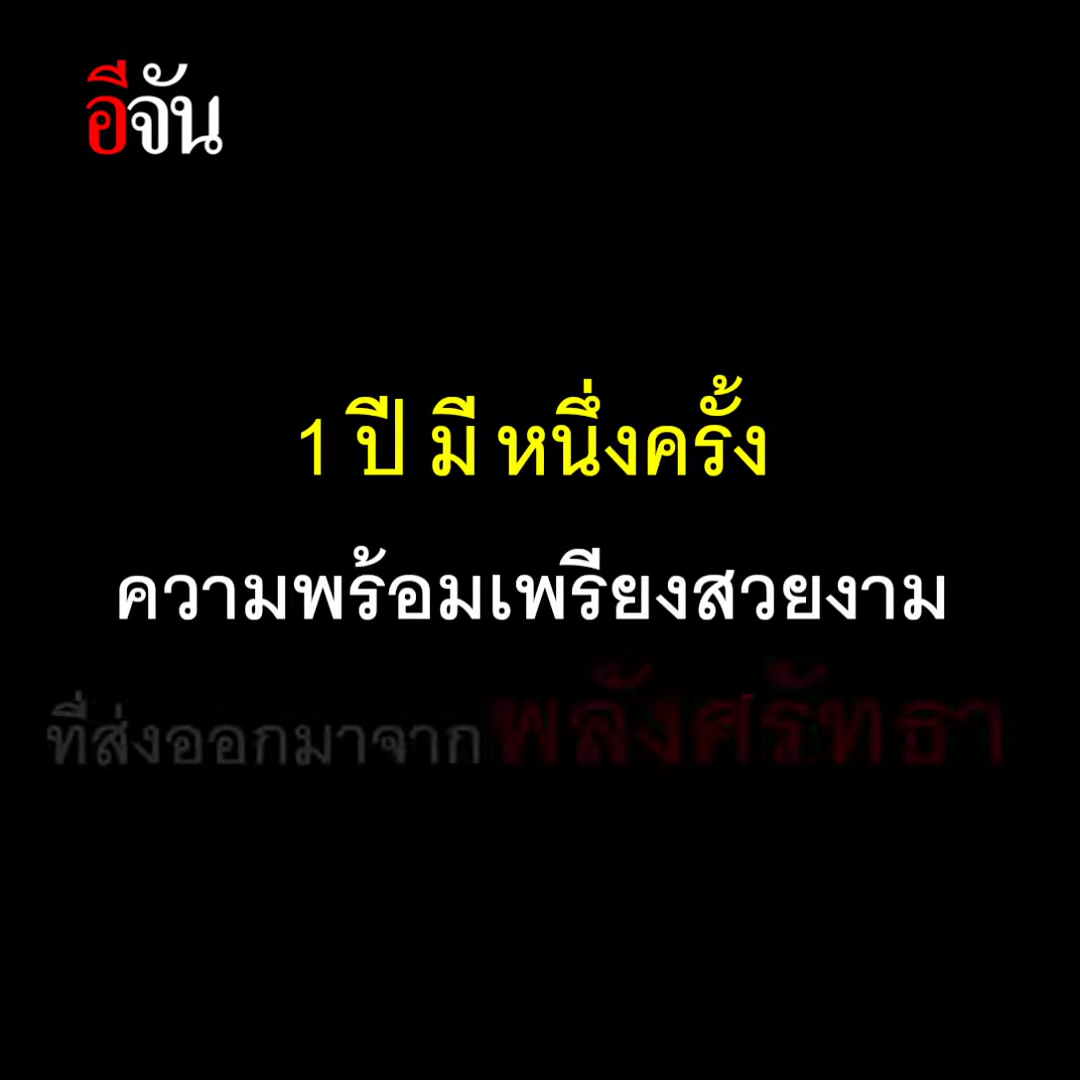 อีจัน
1 ปี มี หนึ่งครั้ง
ความพร้อมเพรียงสวยงาม
ที่ส่งออกมาจาก พลังศรัทธา